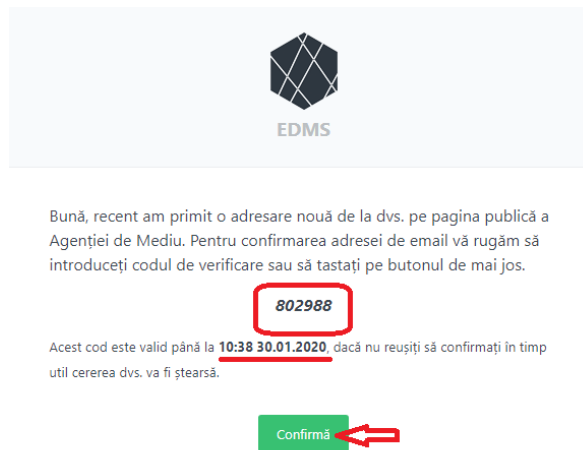 EDMS
Bună, recent am primit o adresare nouă de la dvs. pe pagina publică a
Agenției de Mediu. Pentru confirmarea adresei de email vă rugăm să
introduceți codul de verificare sau să tastați pe butonul de mai jos.
802988
Acest cod este valid până la 10:38 30.01.2020, dacă nu reușiți să confirmați în timp
util cererea dvs. va fi ștearsă.
Confirmă